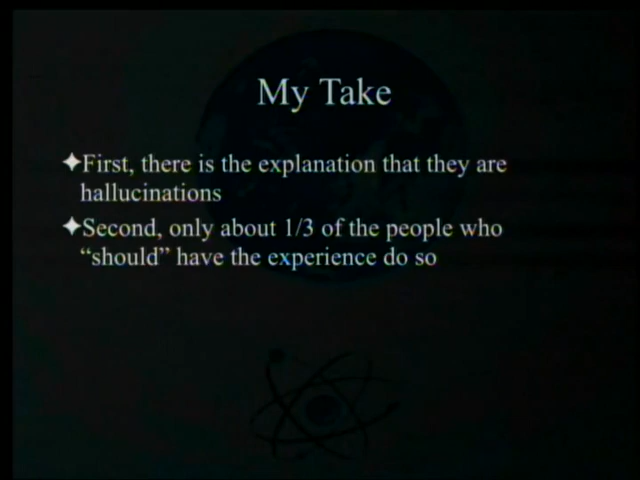 My Take
✦First, there is the explanation that they are
hallucinations
✦Second, only about 1/3 of the people who
“should” have the experience do so